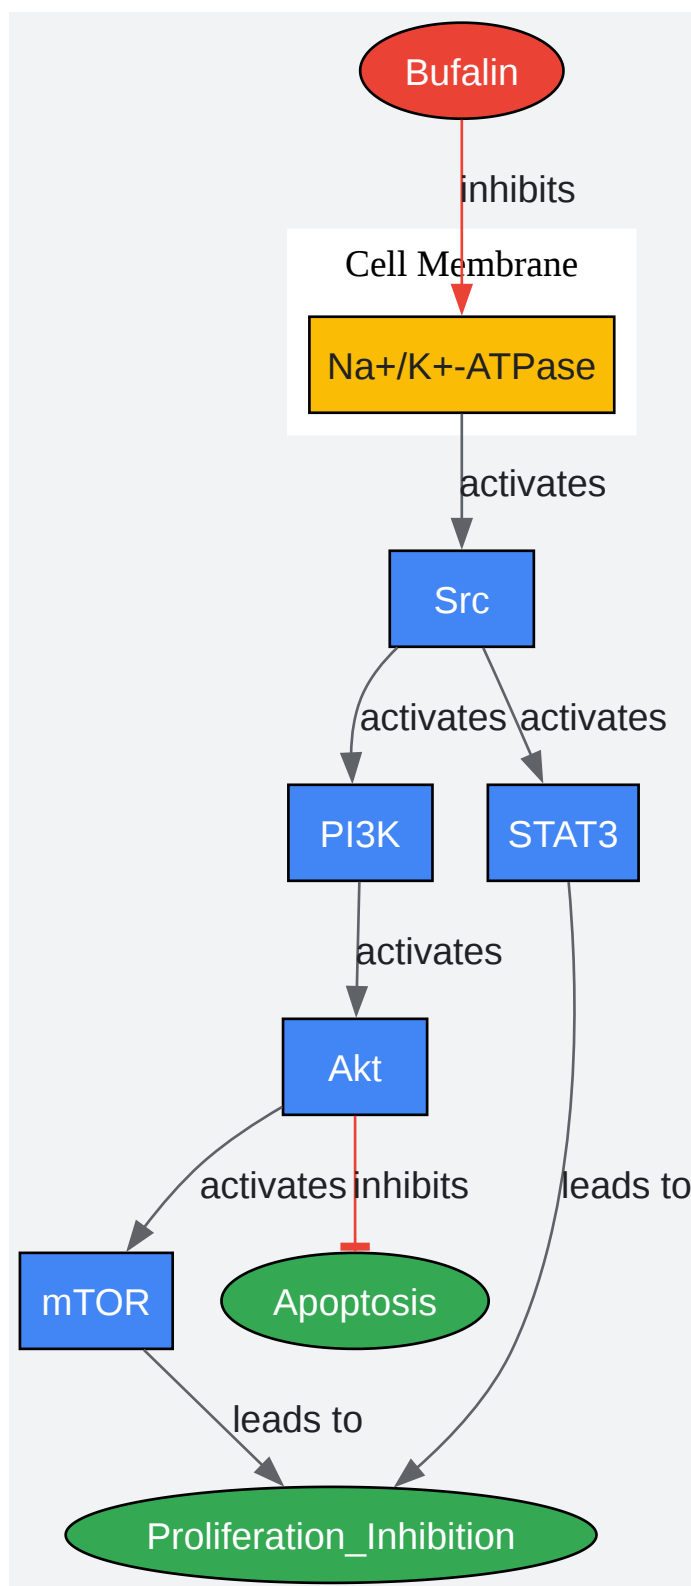 Bufalin
inhibits
Cell Membrane
Na+/K+-ATPase
activates
Src
activates
activates
PI3K
STAT3
activates
Akt
activates
inhibits
leads to
mTOR
Apoptosis
leads to
Proliferation_Inhibition